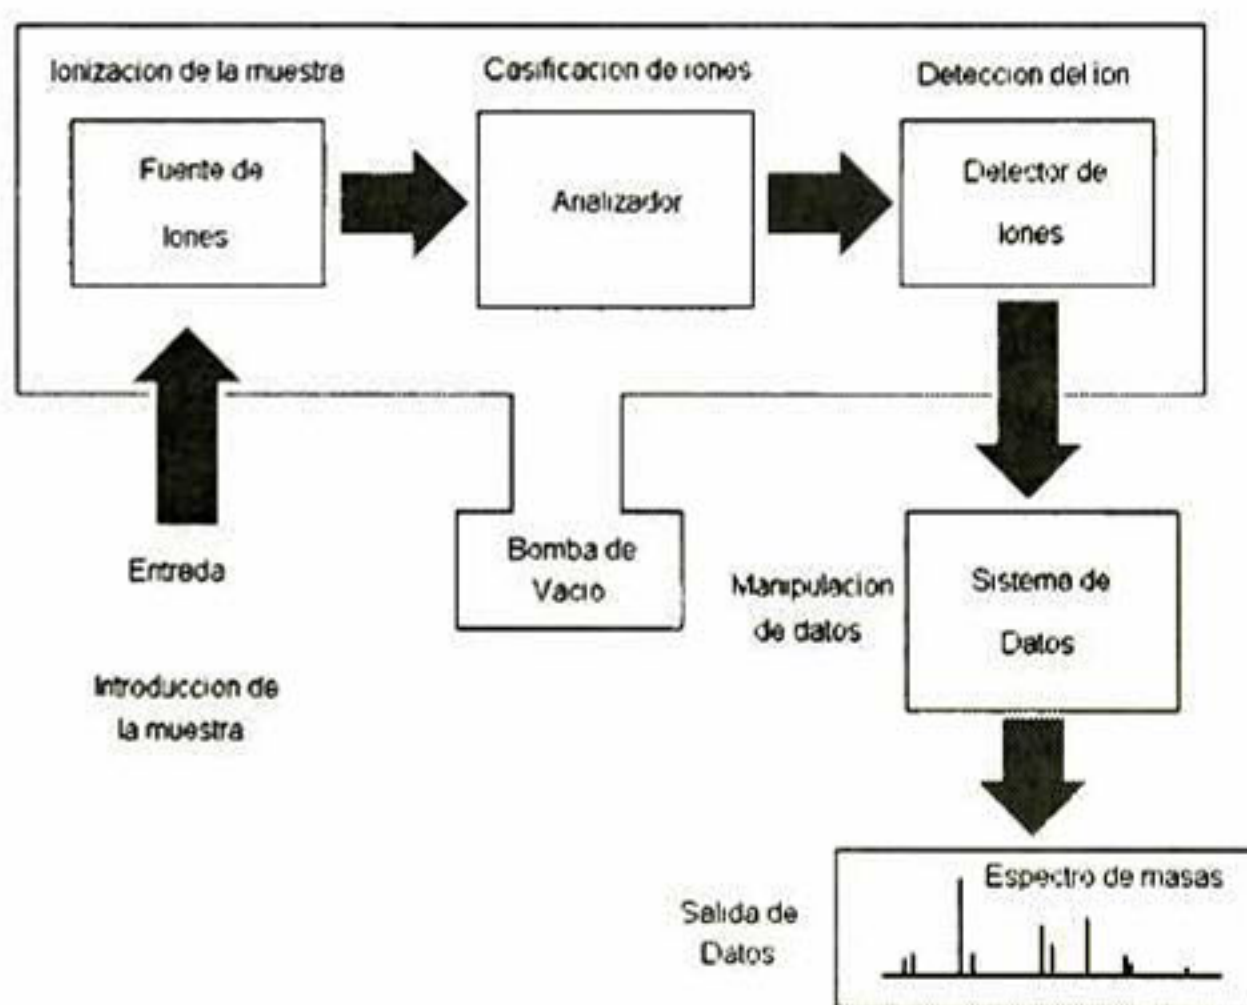 Ionizacion de la muestra
Casificacion de iones
Deteccion del ion
Fuente de
Iones
Analizador
Detector de
Iones
Entrada
Introduccion de
la muestra
Bomba de
Vacio
Manipulacion
de datos
Sistema de
Datos
Salida de
Datos
Espectro de masas